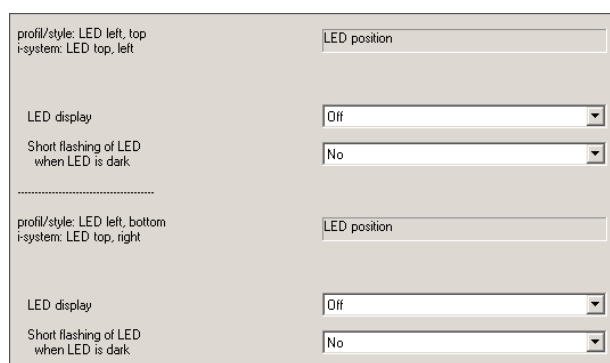 profil/style: LED left, top
i-system: LED top, left
LED position
LED display
Off
Short flashing of LED
when LED is dark
No
----------------------------------------
profil/style: LED left, bottom
i-system: LED top, right
LED position
LED display
Off
Short flashing of LED
when LED is dark
No